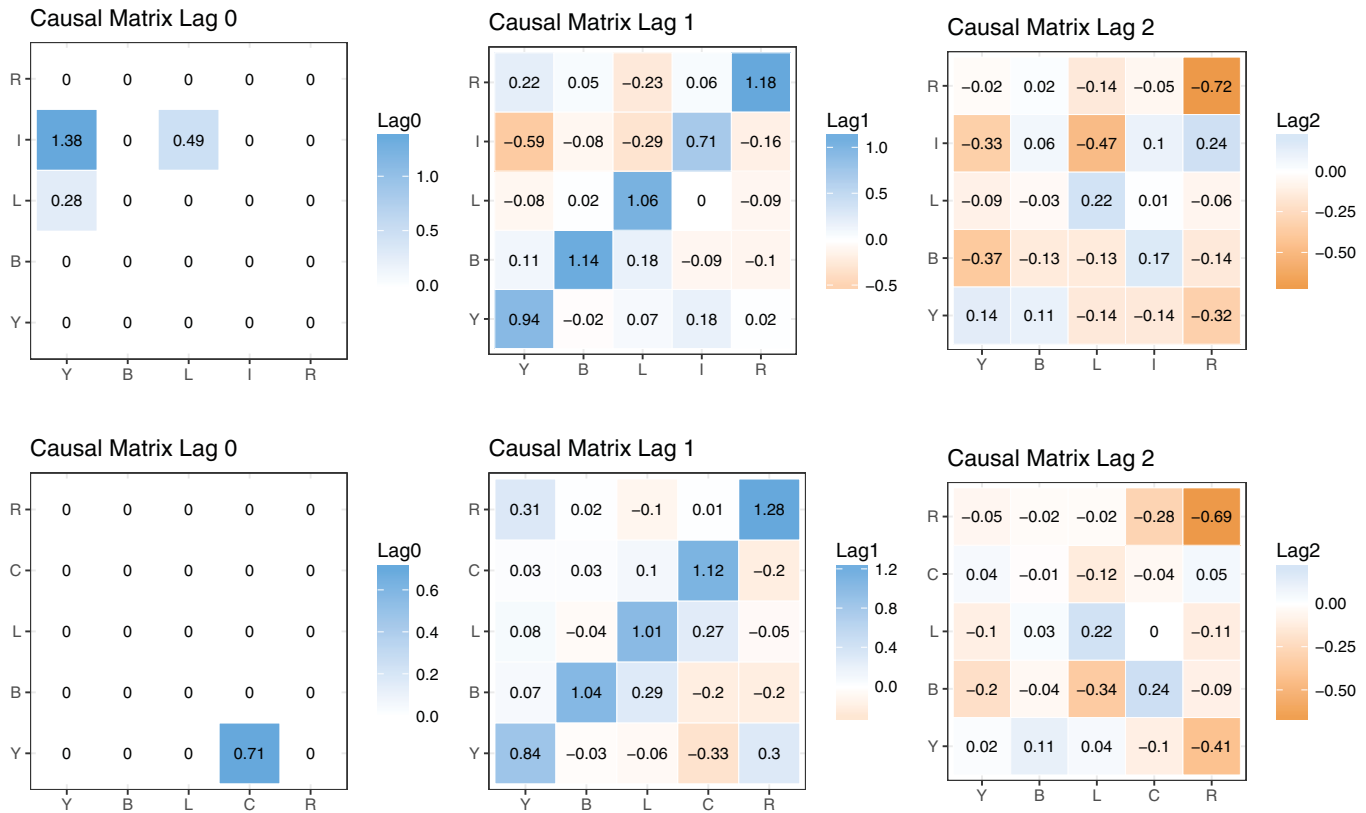 Causal Matrix Lag 0
R 0 0 0 0 0
I 1.38 0 0.49 0 0
L 0.28 0 0 0 0
B 0 0 0 0 0
Y 0 0 0 0 0
Y B L I R
Lag0
1.0
0.5
0.0
Causal Matrix Lag 1
R 0.22 0.05 −0.23 0.06 1.18
I −0.59 −0.08 −0.29 0.71 −0.16
L −0.08 0.02 1.06 0 −0.09
B 0.11 1.14 0.18 −0.09 −0.1
Y 0.94 −0.02 0.07 0.18 0.02
Y B L I R
Lag1
1.0
0.5
0.0
−0.5
Causal Matrix Lag 2
R −0.02 0.02 −0.14 −0.05 −0.72
I −0.33 0.06 −0.47 0.1 0.24
L −0.09 −0.03 0.22 0.01 −0.06
B −0.37 −0.13 −0.13 0.17 −0.14
Y 0.14 0.11 −0.14 −0.14 −0.32
Y B L I R
Lag2
0.00
−0.25
−0.50
Causal Matrix Lag 0
R 0 0 0 0 0
C 0 0 0 0 0
L 0 0 0 0 0
B 0 0 0 0 0
Y 0 0 0 0.71 0
Y B L C R
Lag0
0.6
0.4
0.2
0.0
Causal Matrix Lag 1
R 0.31 0.02 −0.1 0.01 1.28
C 0.03 0.03 0.1 1.12 −0.2
L 0.08 −0.04 1.01 0.27 −0.05
B 0.07 1.04 0.29 −0.2 −0.2
Y 0.84 −0.03 −0.06 −0.33 0.3
Y B L C R
Lag1
1.2
0.8
0.4
0.0
Causal Matrix Lag 2
R −0.05 −0.02 −0.02 −0.28 −0.69
C 0.04 −0.01 −0.12 −0.04 0.05
L −0.1 0.03 0.22 0 −0.11
B −0.2 −0.04 −0.34 0.24 −0.09
Y 0.02 0.11 0.04 −0.1 −0.41
Y B L C R
Lag2
0.00
−0.25
−0.50